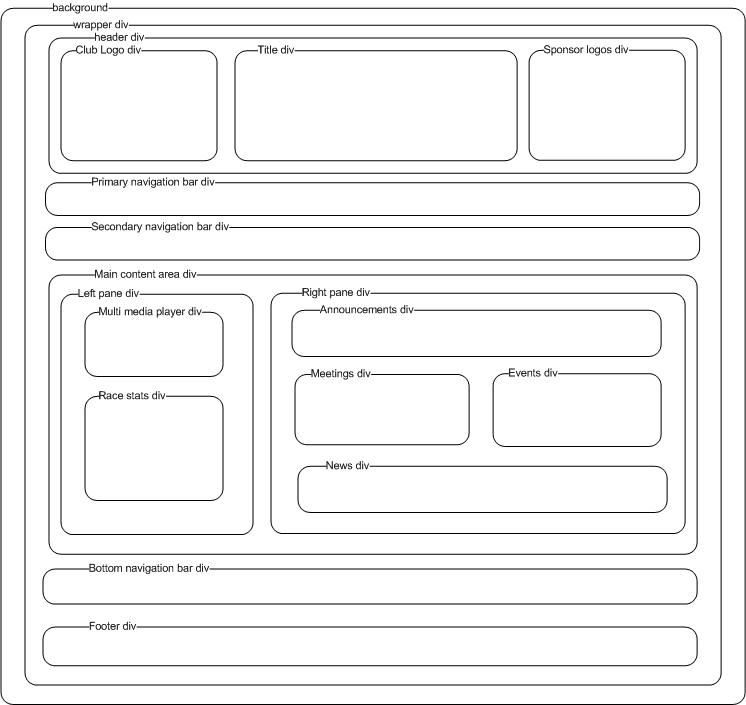 background
wrapper div
header div
Club Logo div
Title div
Sponsor logos div
Primary navigation bar div
Secondary navigation bar div
Main content area div
Left pane div
Right pane div
Multi media player div
Announcements div
Meetings div
Events div
Race stats div
News div
Bottom navigation bar div
Footer div